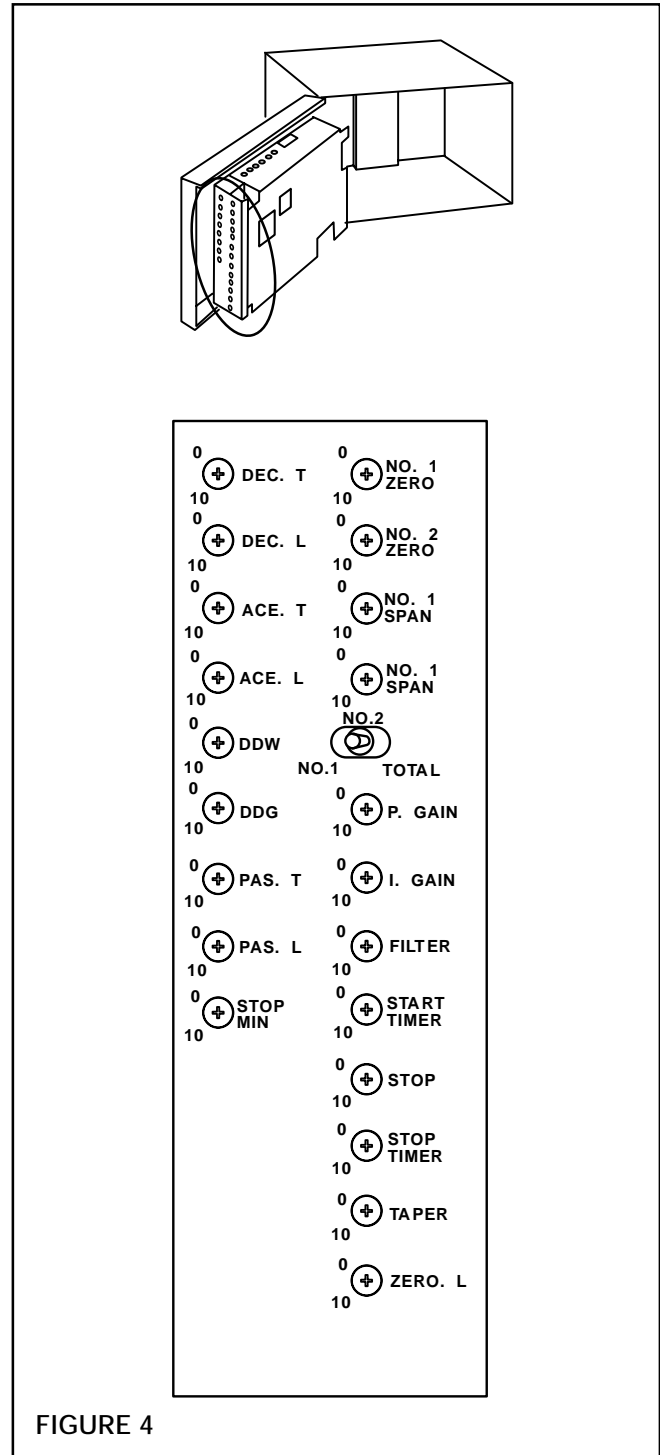 0 0
DEC. T NO. 1
ZERO
10 10
0 0
DEC. L NO. 2
ZERO
10 10
0 0
ACE. T NO. 1
SPAN
10 10
0 0
ACE. L NO. 1
SPAN
10 10
NO.2
0
DDW
10 NO.1 TOTAL
0 0
DDG P. GAIN
10 10
0 0
PAS. T I. GAIN
10 10
0 0
PAS. L FILTER
10 10
0 0
STOP START
MIN TIMER
10 10
0
STOP
10
0
STOP
TIMER
10
0
TAPER
10
0
ZERO. L
10
FIGURE 4